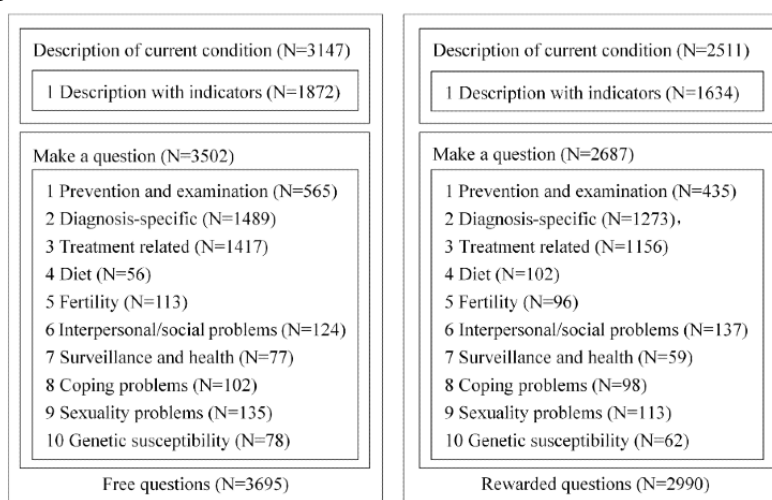 Description of current condition (N=3147)
1 Description with indicators (N=1872)
Make a question (N=3502)
1 Prevention and examination (N=565)
2 Diagnosis-specific (N=1489)
3 Treatment related (N=1417)
4 Diet (N=56)
5 Fertility (N=113)
6 Interpersonal/social problems (N=124)
7 Surveillance and health (N=77)
8 Coping problems (N=102)
9 Sexuality problems (N=135)
10 Genetic susceptibility (N=78)
Free questions (N=3695)
Description of current condition (N=2511)
1 Description with indicators (N=1634)
Make a question (N=2687)
1 Prevention and examination (N=435)
2 Diagnosis-specific (N=1273),
3 Treatment related (N=1156)
4 Diet (N=102)
5 Fertility (N=96)
6 Interpersonal/social problems (N=137)
7 Surveillance and health (N=59)
8 Coping problems (N=98)
9 Sexuality problems (N=113)
10 Genetic susceptibility (N=62)
Rewarded questions (N=2990)